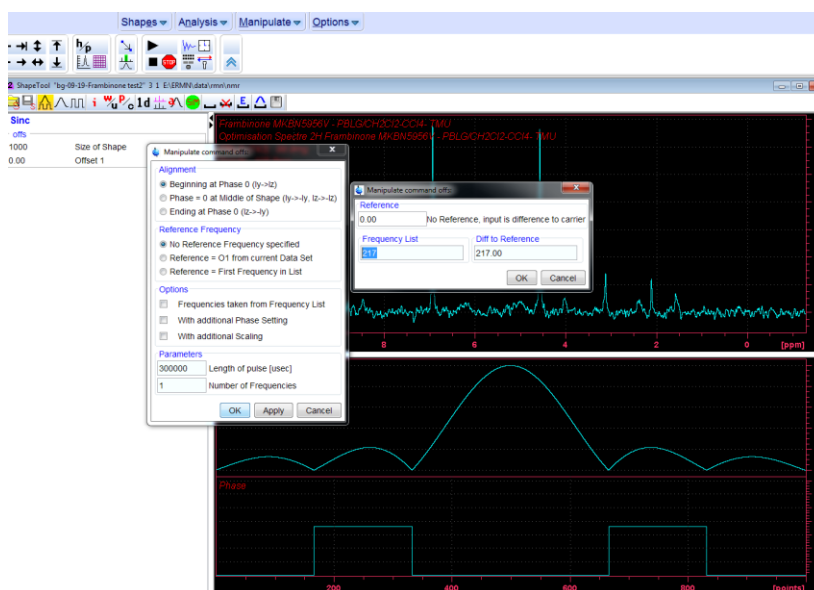 Shapes Analysis Manipulate Options
ShapeTool "bg-09-19-Frambinone test2" 3 1 E:\ERMN\data\rmn\nmr
1d
Sinc
offs
1000 Size of Shape
0.00 Offset 1
Frambinone MKBN5956V - PBLG/CH2Cl2-CCl4- TMU
Optimisation Spectre 2H Frambinone MKBN5956V - PBLG/CH2Cl2-CCl4- TMU
Manipulate command offs
Alignment
Beginning at Phase 0 (Iy->Iz)
Phase = 0 at Middle of Shape (Iy->-Iy, Iz->-Iz)
Ending at Phase 0 (Iz->-Iy)
Reference Frequency
No Reference Frequency specified
Reference = O1 from current Data Set
Reference = First Frequency in List
Options
Frequencies taken from Frequency List
With additional Phase Setting
With additional Scaling
Parameters
300000 Length of pulse [usec]
1 Number of Frequencies
OK Apply Cancel
Manipulate command offs
Reference
0.00 No Reference, input is difference to carrier
Frequency List Diff to Reference
217 217.00
OK Cancel
8 6 4 2 0 [ppm]
Phase
200 400 600 800 [points]